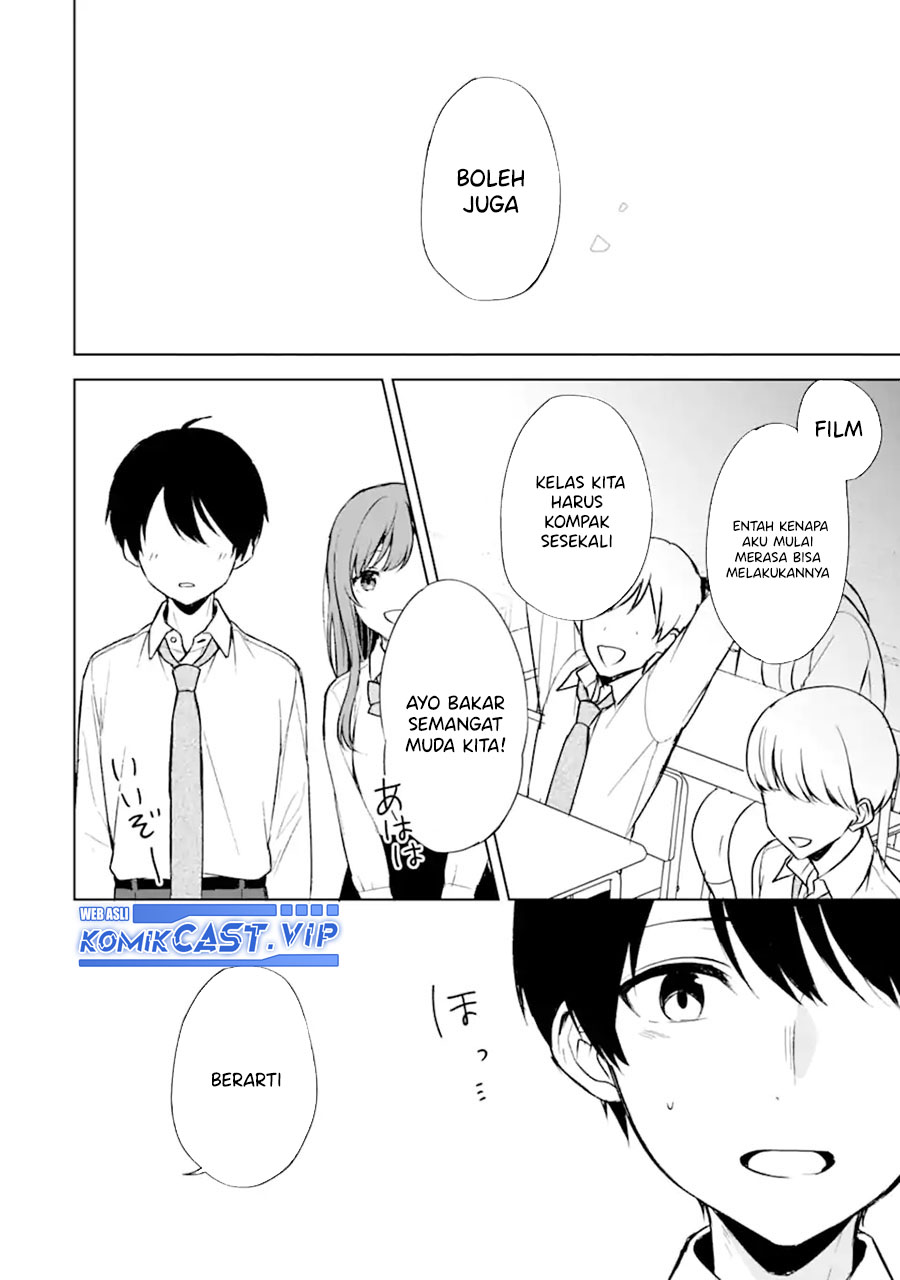 BOLEH
JUGA
FILM
ENTAH KENAPA
AKU MULAI
MERASA BISA
MELAKUKANNYA
KELAS KITA
HARUS
KOMPAK
SESEKALI
AYO BAKAR
SEMANGAT
MUDA KITA!
あはは
いいぞー
WEB ASLI
KOMIKCAST.VIP
ほっ…
BERARTI